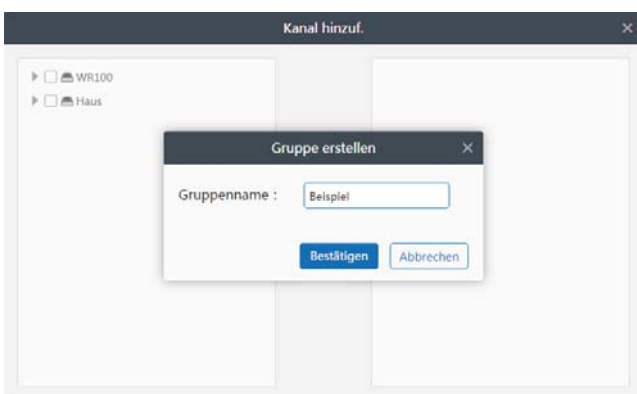 Kanal hinzuf.
WR100
Haus
Gruppe erstellen
Gruppenname :
Beispiel
Bestätigen
Abbrechen